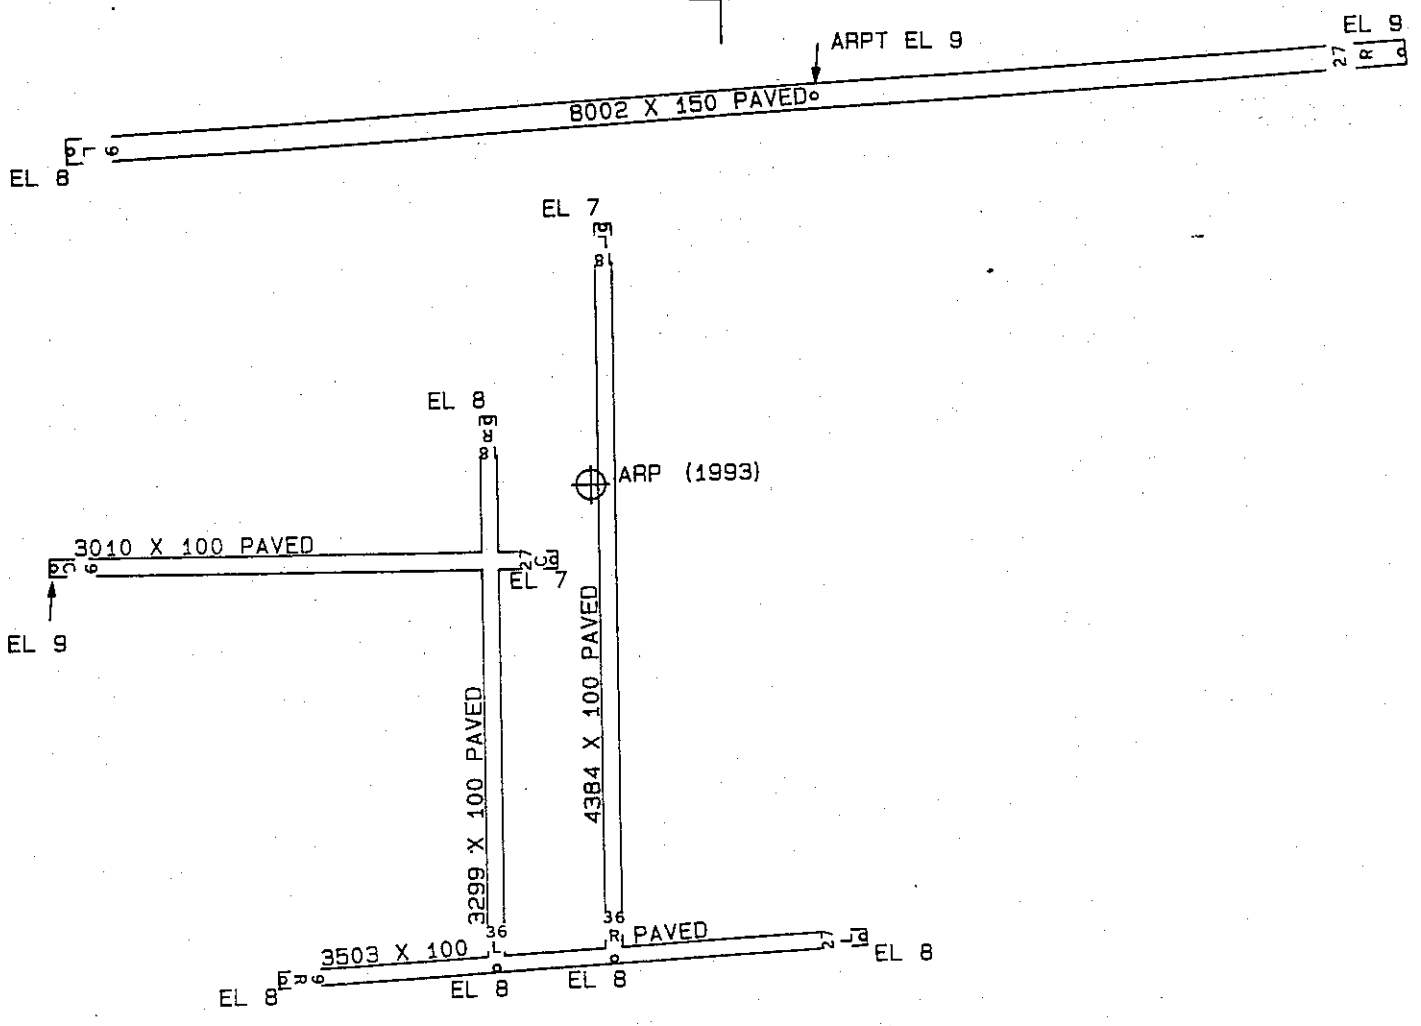 EL 9
ARPT EL 9
27 R
8002 X 150 PAVED
9 L
EL 8
EL 7
18 L
EL 8
18 R
ARP (1993)
3010 X 100 PAVED
9 C
27 C
EL 7
EL 9
4384 X 100 PAVED
3299 X 100 PAVED
36 R
36 L
PAVED
3503 X 100
27 L
EL 8
9 R
EL 8
EL 8
EL 8